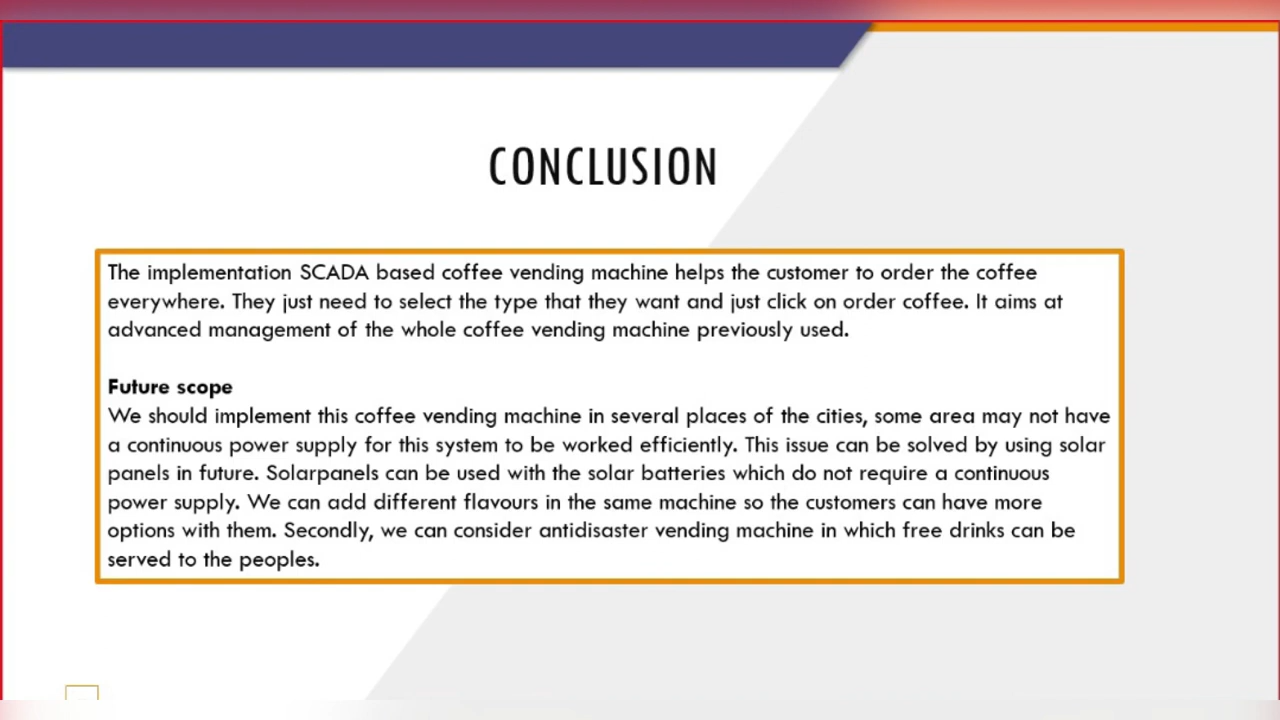 CONCLUSION
The implementation SCADA based coffee vending machine helps the customer to order the coffee
everywhere. They just need to select the type that they want and just click on order coffee. It aims at
advanced management of the whole coffee vending machine previously used.
Future scope
We should implement this coffee vending machine in several places of the cities, some area may not have
a continuous power supply for this system to be worked efficiently. This issue can be solved by using solar
panels in future. Solarpanels can be used with the solar batteries which do not require a continuous
power supply. We can add different flavours in the same machine so the customers can have more
options with them. Secondly, we can consider antidisaster vending machine in which free drinks can be
served to the peoples.